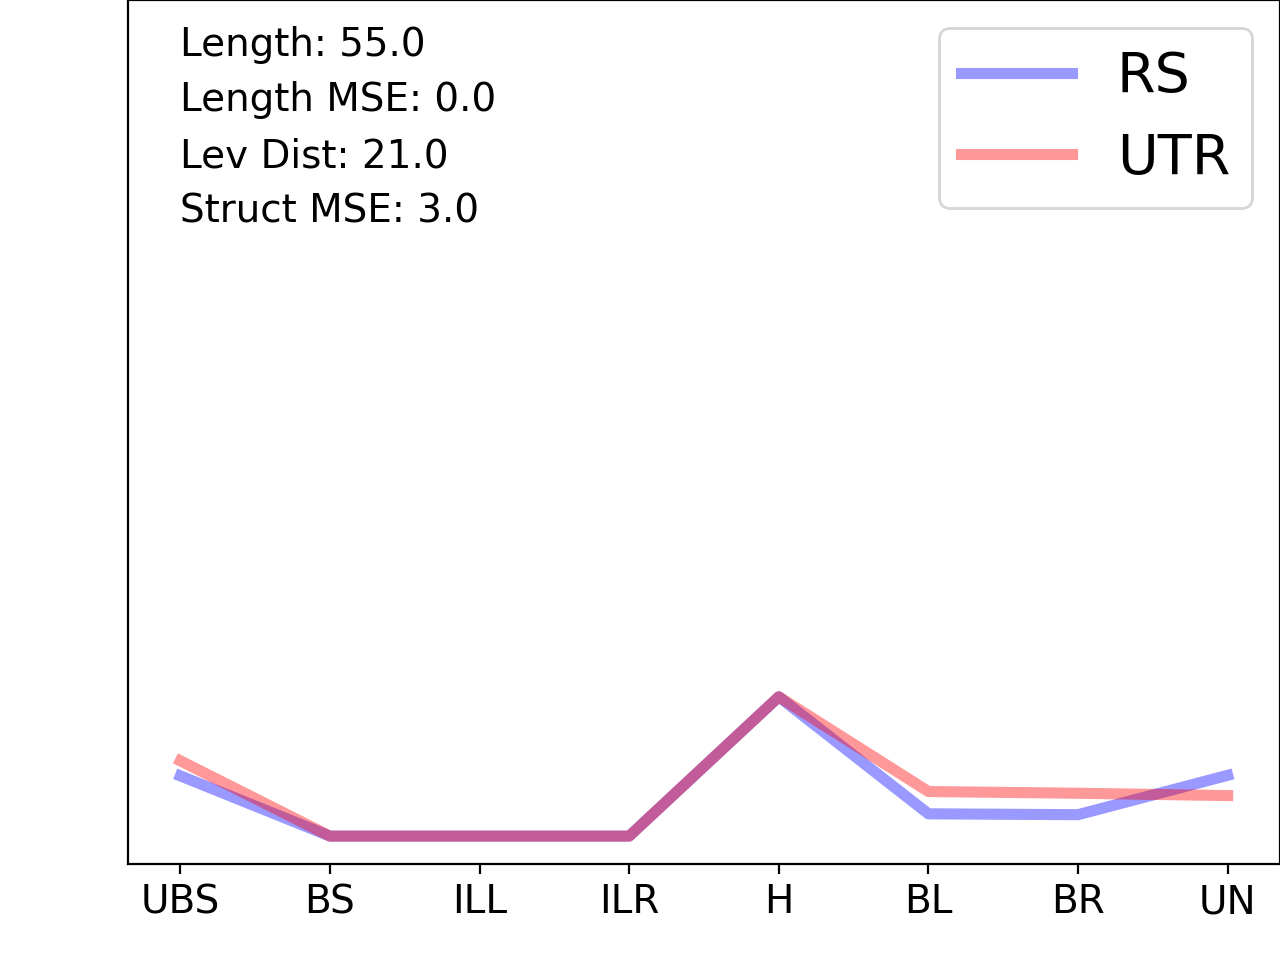 Length: 55.0
Length MSE: 0.0
Lev Dist: 21.0
Struct MSE: 3.0
RS
UTR
UBS BS ILL ILR H BL BR UN